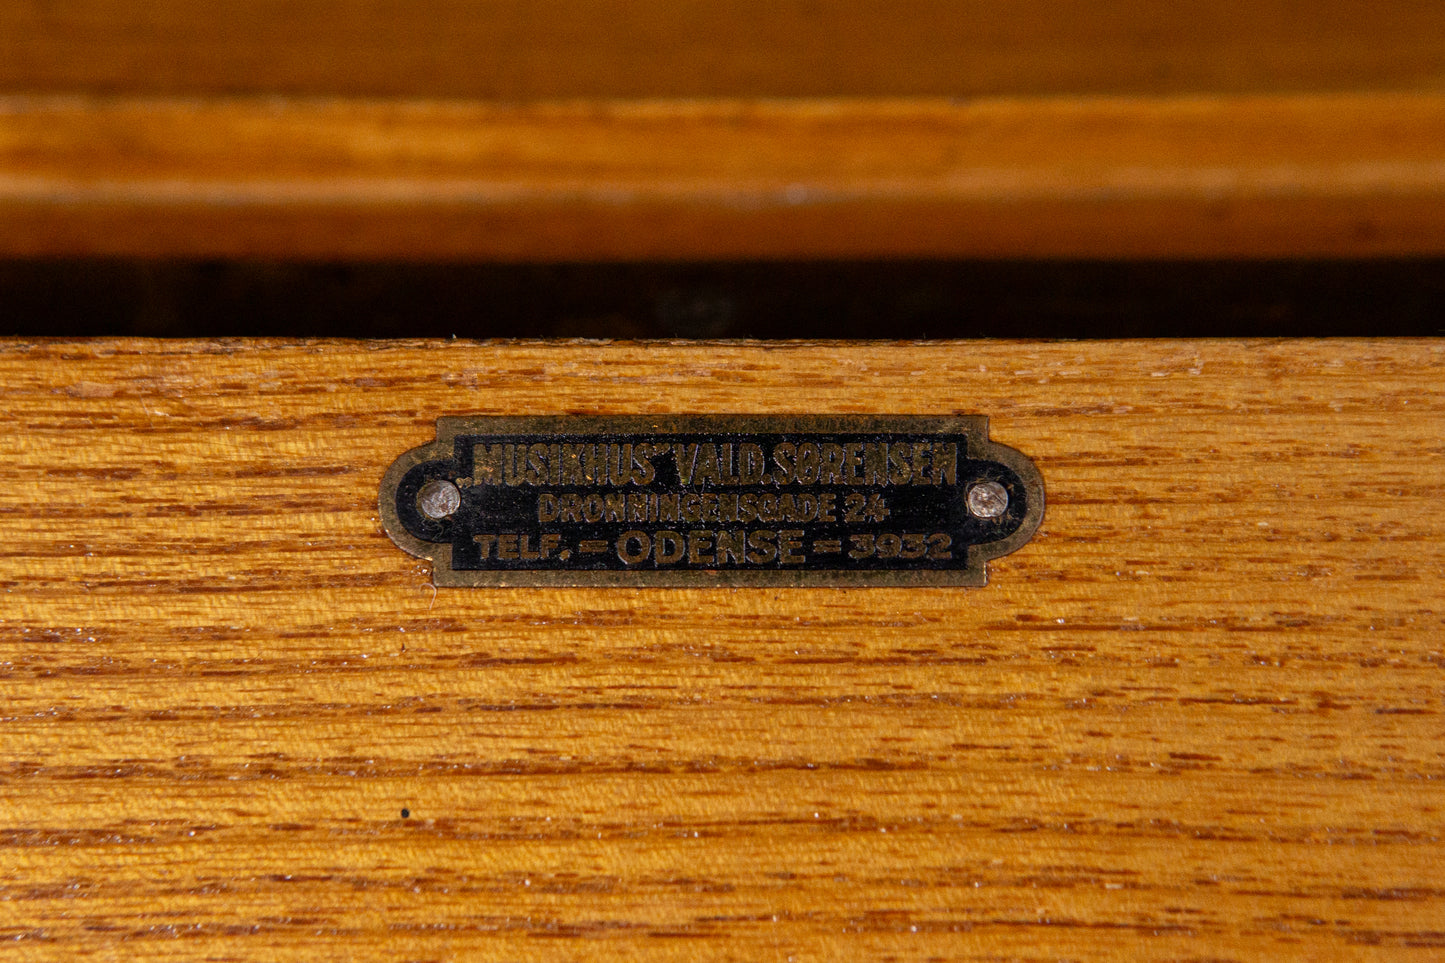 „MUSIKHUS" VALD. SØRENSEN
DRONNINGENSGADE 24
TELF. - ODENSE - 3932